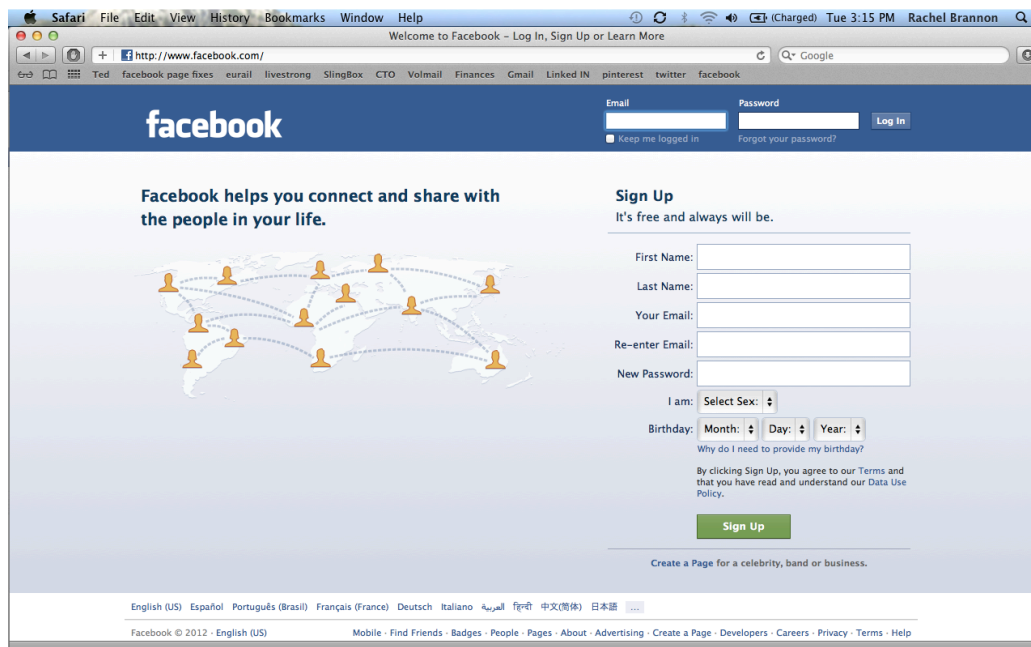 Safari File Edit View History Bookmarks Window Help (Charged) Tue 3:15 PM Rachel Brannon
Welcome to Facebook – Log In, Sign Up or Learn More
http://www.facebook.com/ Google
Ted facebook page fixes eurail livestrong SlingBox CTO Volmail Finances Gmail Linked IN pinterest twitter facebook
Email Password
facebook
Log In
Keep me logged in Forgot your password?
Facebook helps you connect and share with
the people in your life.
Sign Up
It's free and always will be.
First Name:
Last Name:
Your Email:
Re-enter Email:
New Password:
I am: Select Sex:
Birthday: Month: Day: Year:
Why do I need to provide my birthday?
By clicking Sign Up, you agree to our Terms and
that you have read and understand our Data Use
Policy.
Sign Up
Create a Page for a celebrity, band or business.
English (US) Español Português (Brasil) Français (France) Deutsch Italiano العربية हिन्दी 中文(简体) 日本語 ...
Facebook © 2012 · English (US) Mobile · Find Friends · Badges · People · Pages · About · Advertising · Create a Page · Developers · Careers · Privacy · Terms · Help